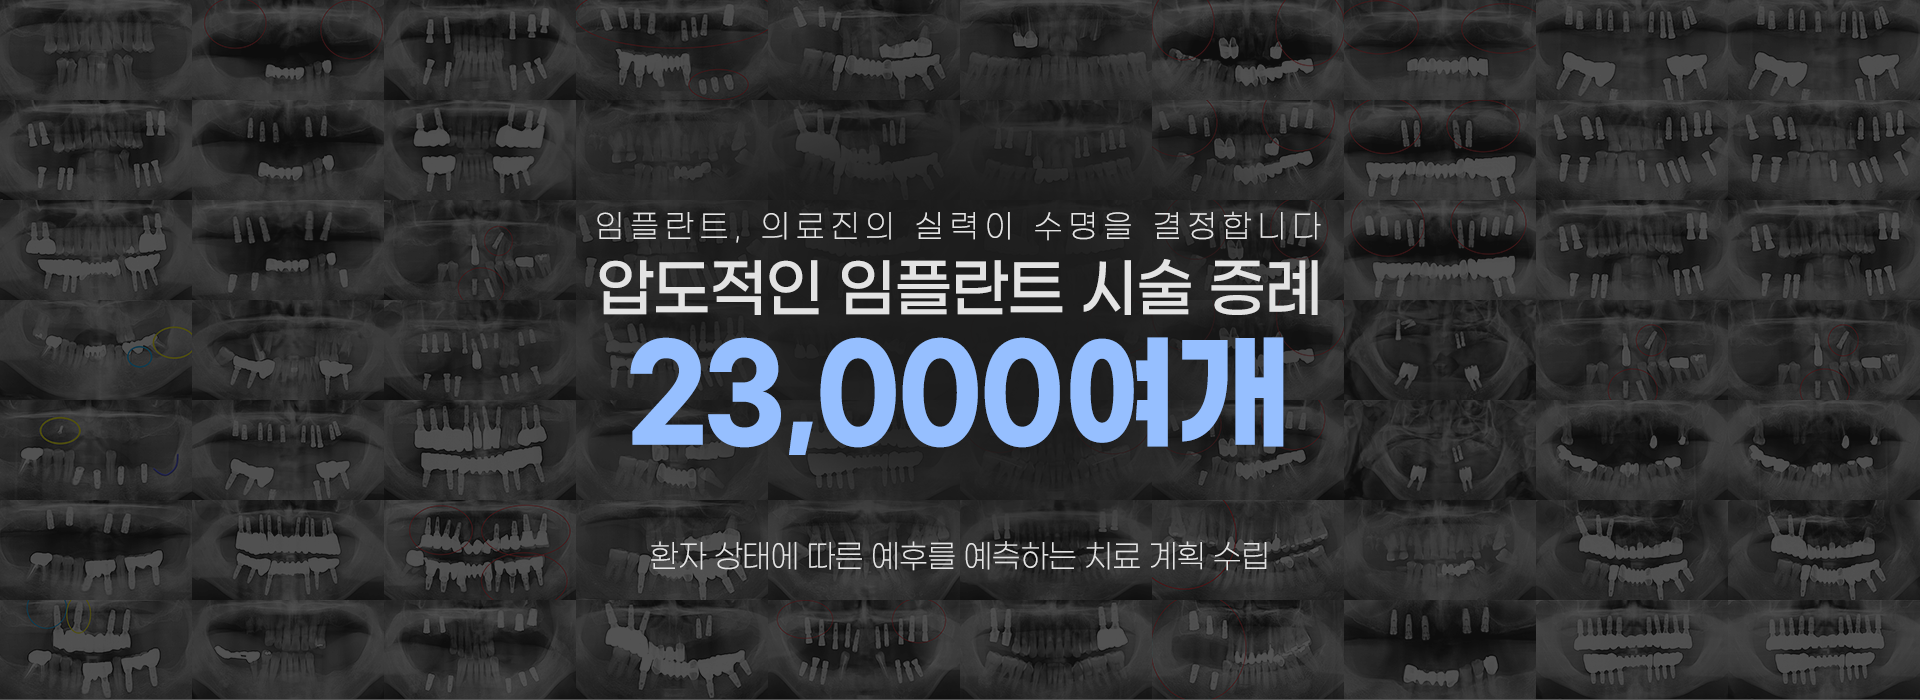 임플란트, 의료진의 실력이 수명을 결정합니다
압도적인 임플란트 시술 증례
23,000여개
환자 상태에 따른 예후를 예측하는 치료 계획 수립